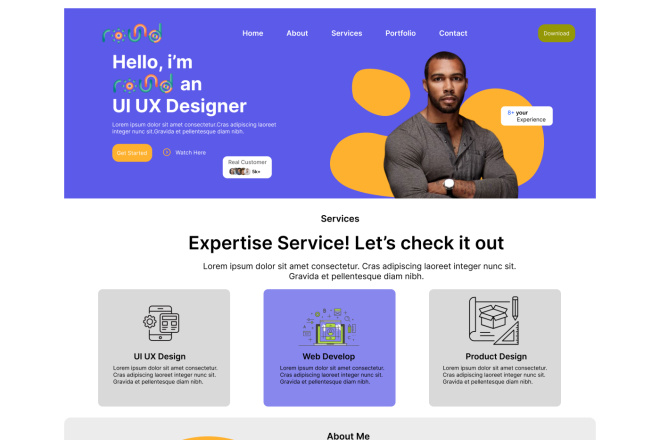 round
Home About Services Portfolio Contact
Download
Hello, i’m
round an
UI UX Designer
Lorem ipsum dolor sit amet consectetur.Cras adipiscing laoreet
integer nunc sit.Gravida et pellentesque diam nibh.
Get Started
Watch Here
Real Customer
5k+
8+ your
Experience
Services
Expertise Service! Let’s check it out
Lorem ipsum dolor sit amet consectetur. Cras adipiscing laoreet integer nunc sit.
Gravida et pellentesque diam nibh.
UI UX Design
Lorem ipsum dolor sit amet consectetur.
Cras adipiscing laoreet integer nunc sit.
Gravida et pellentesque diam nibh.
Web Develop
Lorem ipsum dolor sit amet consectetur.
Cras adipiscing laoreet integer nunc sit.
Gravida et pellentesque diam nibh.
Product Design
Lorem ipsum dolor sit amet consectetur.
Cras adipiscing laoreet integer nunc sit.
Gravida et pellentesque diam nibh.
About Me